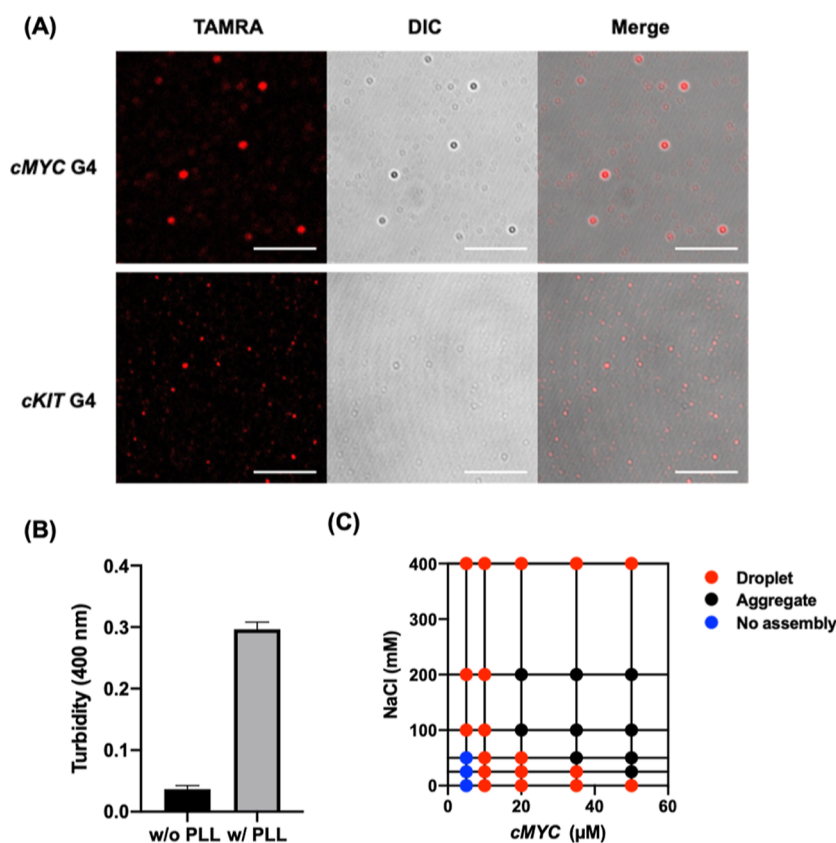 (A)
TAMRA DIC Merge
cMYC G4
cKIT G4
(B)
Turbidity (400 nm)
0.4
0.3
0.2
0.1
0.0
w/o PLL w/ PLL
(C)
NaCl (mM)
400
300
200
100
0
0 20 40 60
cMYC (µM)
Droplet
Aggregate
No assembly